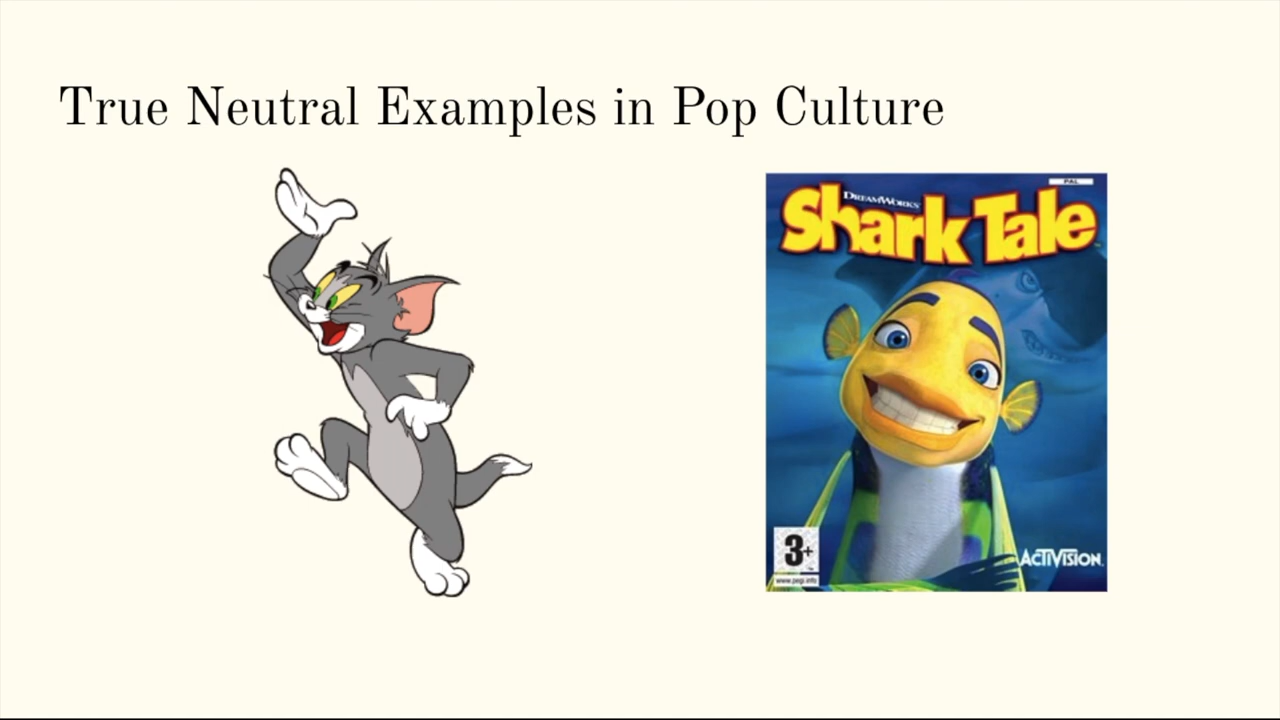 True Neutral Examples in Pop Culture
PAL
DREAMWORKS
Shark Tale
3+
www.pegi.info
ACTIVISION.